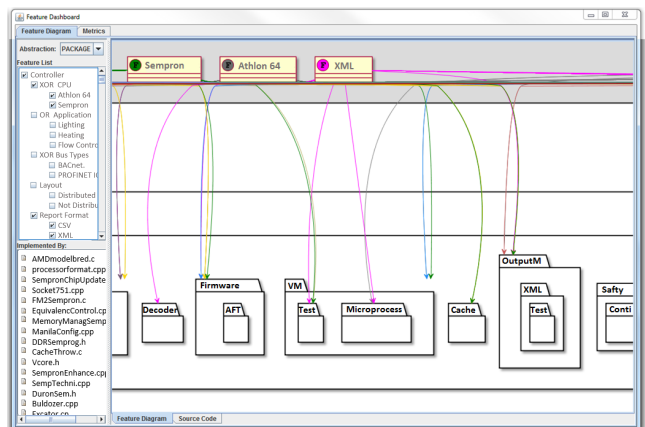 Feature Dashboard
Feature Diagram Metrics
Abstraction: PACKAGE
Feature List
Controller
XOR CPU
Athlon 64
Sempron
OR Application
Lighting
Heating
Flow Contro
XOR Bus Types
BACnet.
PROFINET I
Layout
Distributed
Not Distribu
Report Format
CSV
XML
Implemented By:
AMDmodelbred.c
processorformat.cpp
SempronChipUpdate
Socket751.cpp
FM2Sempron.c
EquivalencControl.cp
MemoryManagSemp
ManilaConfig.cpp
DDRSemprog.h
CacheThrow.c
Vcore.h
SempronEnhance.cp
SempTechni.cpp
DuronSem.h
Buldozer.cpp
Excator.cp
F Sempron
F Athlon 64
F XML
OutputM
Firmware
VM
XML
Safty
Decoder
AFT
Test
Microprocess
Cache
Test
Conti
Feature Diagram Source Code